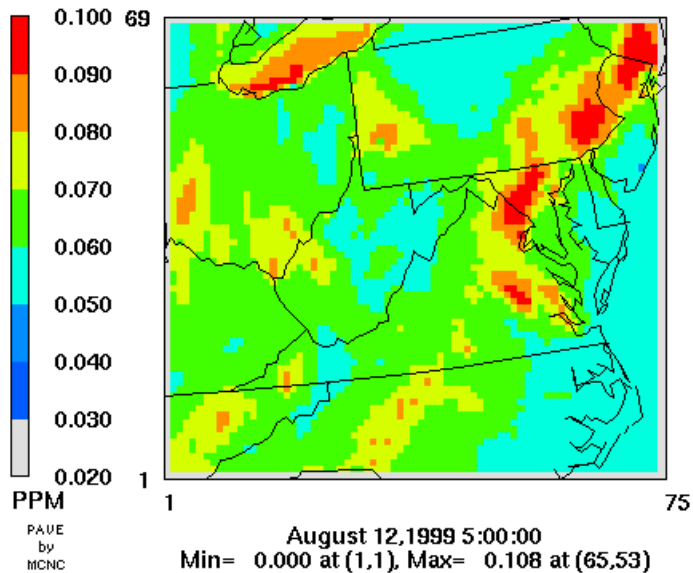 0.100
0.090
0.080
0.070
0.060
0.050
0.040
0.030
0.020
PPM
PAVE
by
MCNC
69
1
1
75
August 12,1999 5:00:00
Min= 0.000 at (1,1), Max= 0.108 at (65,53)